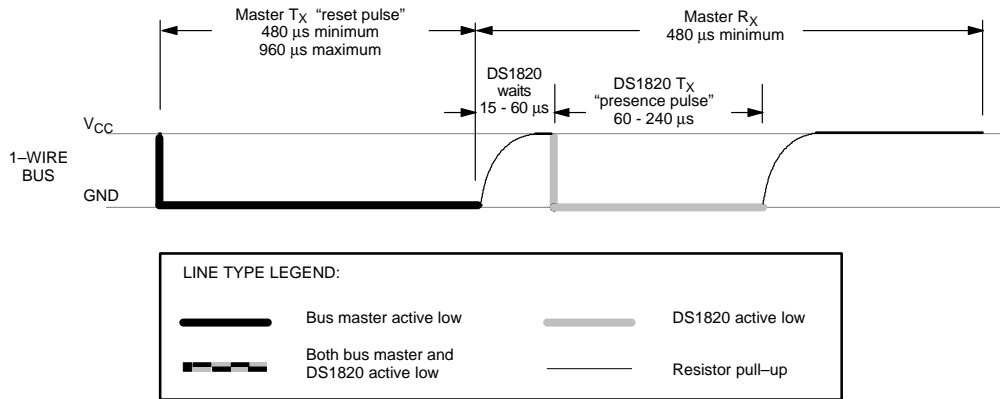 Master TX “reset pulse”
480 μs minimum
960 μs maximum
Master RX
480 μs minimum
DS1820
waits
15 - 60 μs
DS1820 TX
“presence pulse”
60 - 240 μs
VCC
1–WIRE
BUS
GND
LINE TYPE LEGEND:
Bus master active low
DS1820 active low
Both bus master and
DS1820 active low
Resistor pull–up